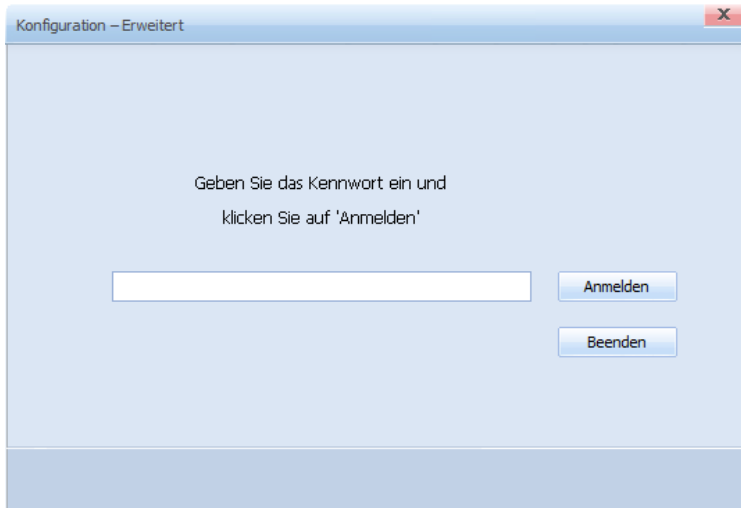 Konfiguration – Erweitert
x
Geben Sie das Kennwort ein und
klicken Sie auf 'Anmelden'
Anmelden
Beenden